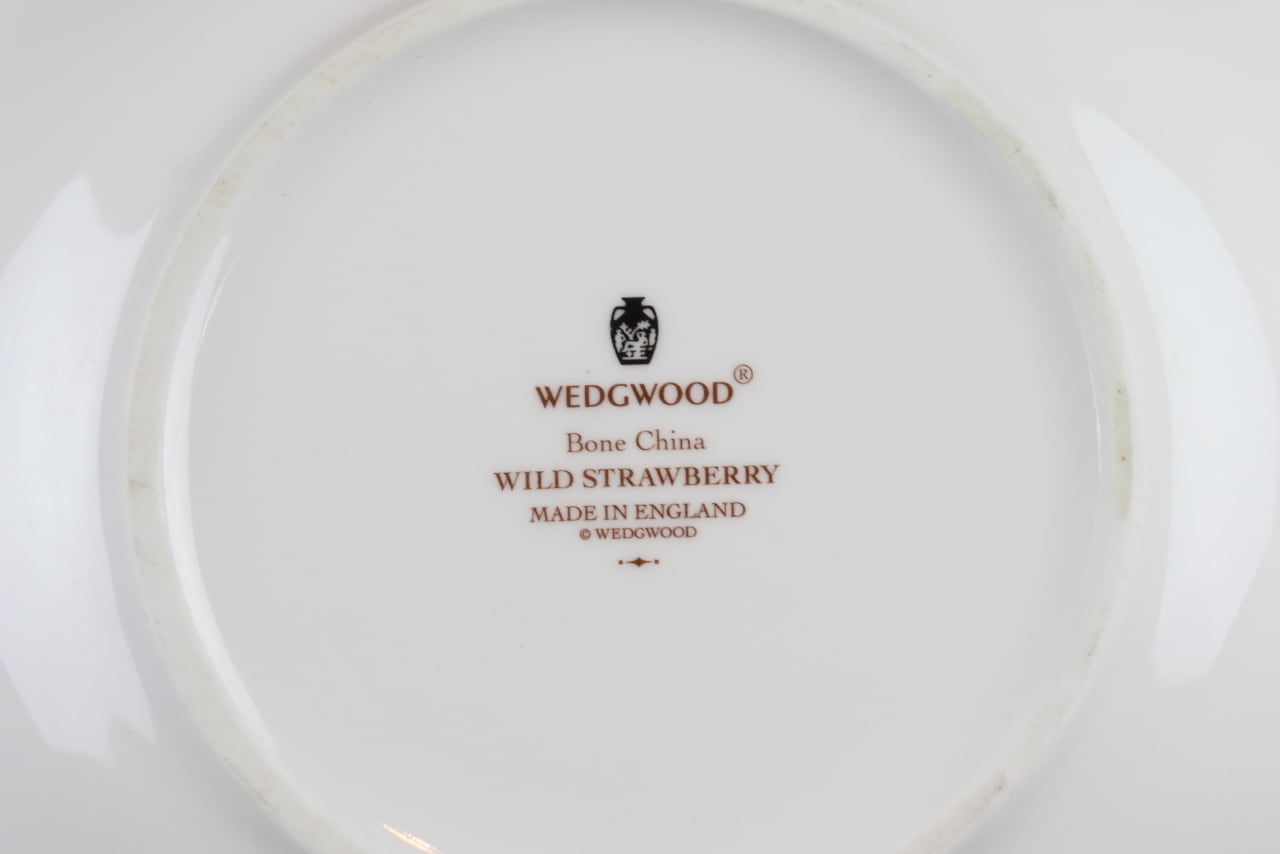 WEDGWOOD®
Bone China
WILD STRAWBERRY
MADE IN ENGLAND
© WEDGWOOD